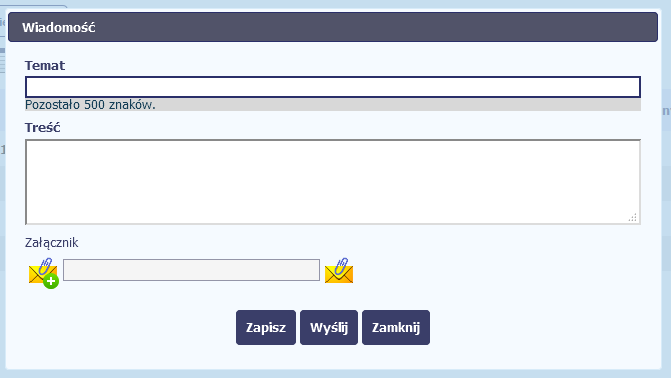 Wiadomość
Temat
Pozostało 500 znaków.
Treść
Załącznik
Zapisz Wyślij Zamknij